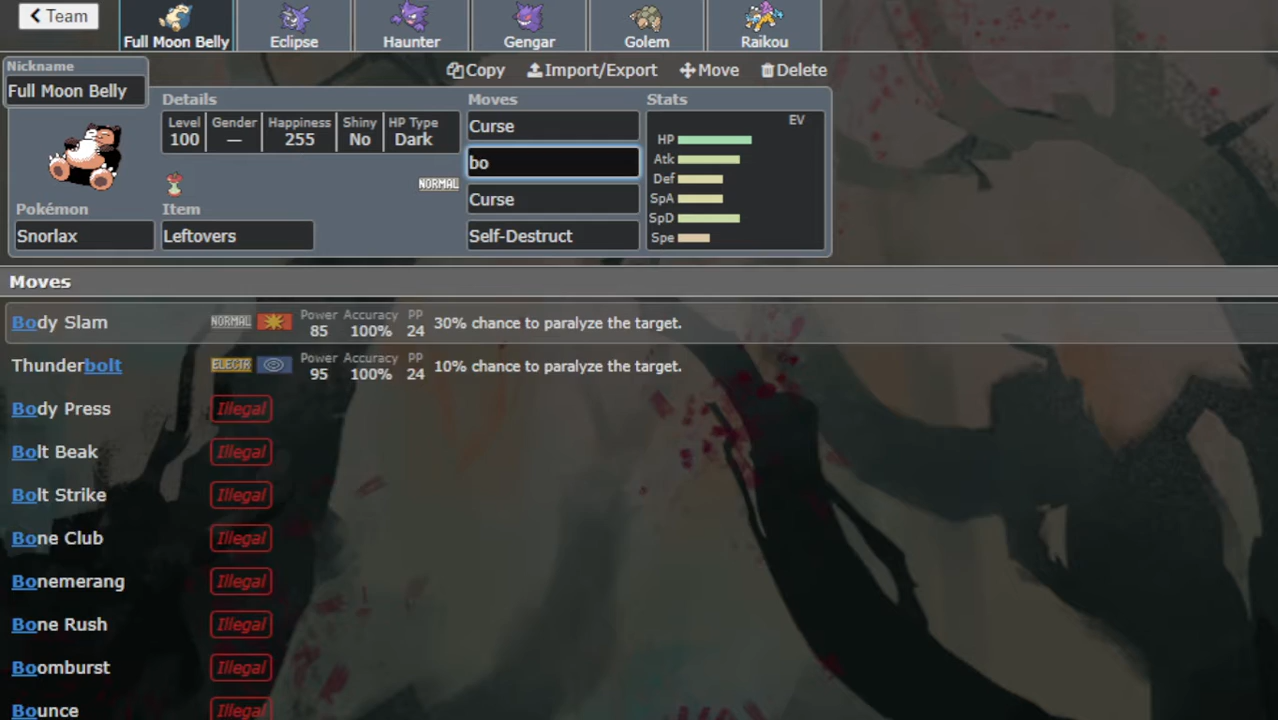 Team
Full Moon Belly
Eclipse
Haunter
Gengar
Golem
Raikou
Nickname
Full Moon Belly
Copy Import/Export Move Delete
Details
Level Gender Happiness Shiny HP Type
100 — 255 No Dark
NORMAL
Pokémon
Snorlax
Item
Leftovers
Moves
Curse
bo
Curse
Self-Destruct
Stats
EV
HP
Atk
Def
SpA
SpD
Spe
Moves
Body Slam NORMAL Power 85 Accuracy 100% PP 24 30% chance to paralyze the target.
Thunderbolt ELECTR Power 95 Accuracy 100% PP 24 10% chance to paralyze the target.
Body Press Illegal
Bolt Beak Illegal
Bolt Strike Illegal
Bone Club Illegal
Bonemerang Illegal
Bone Rush Illegal
Boomburst Illegal
Bounce Illegal